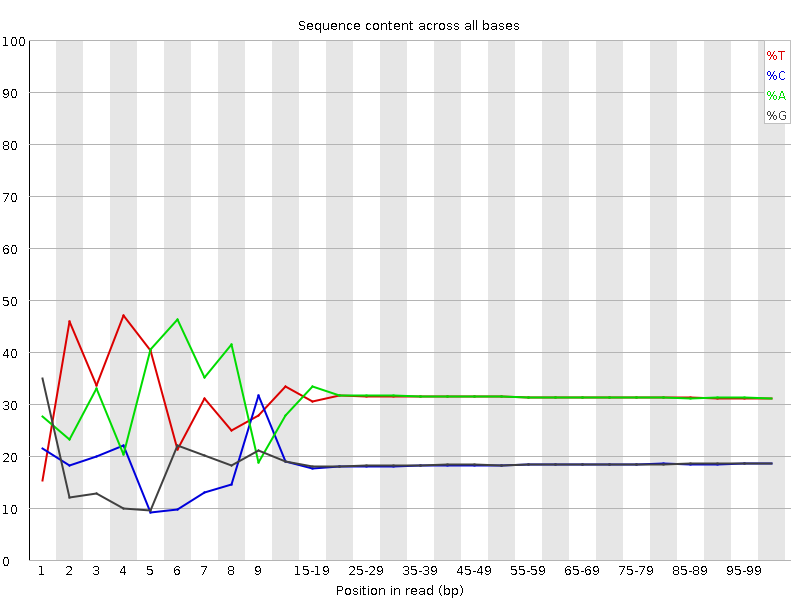 Sequence content across all bases
100
90
80
70
60
50
40
30
20
10
0
%T
%C
%A
%G
1 2 3 4 5 6 7 8 9 15-19 25-29 35-39 45-49 55-59 65-69 75-79 85-89 95-99
Position in read (bp)